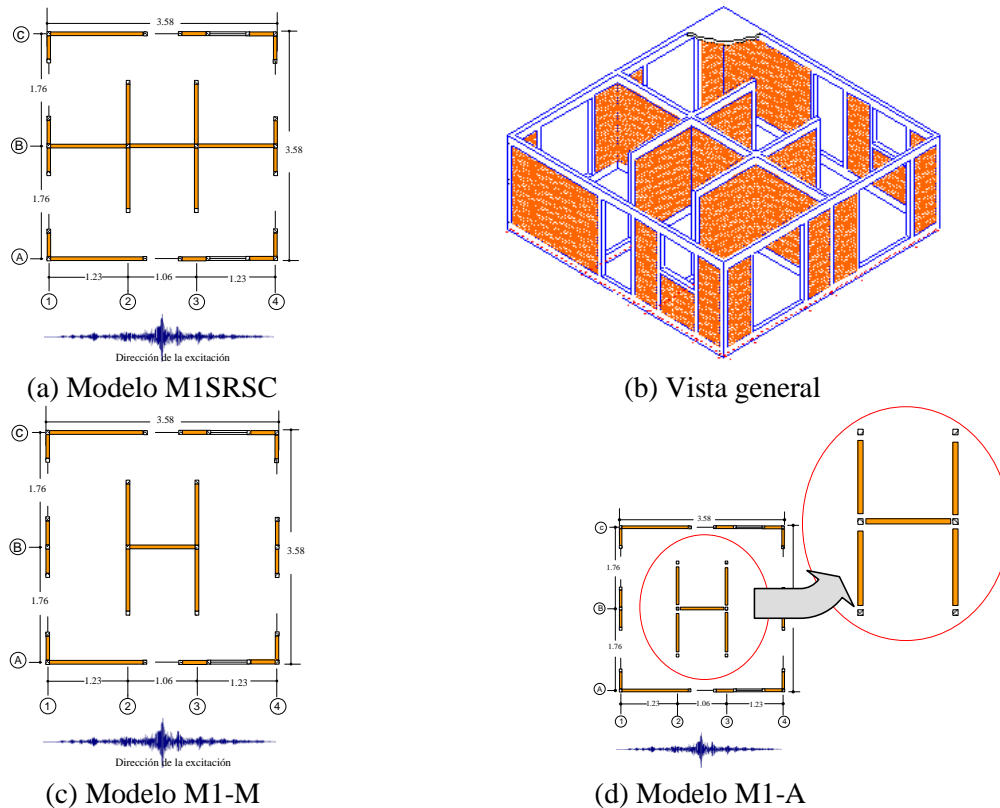 3.58
C
1.76
B
3.58
1.76
A
1.23 1.06 1.23
1 2 3 4
Dirección de la excitación
(a) Modelo M1SRSC
(b) Vista general
3.58
C
1.76
B
3.58
1.76
A
1.23 1.06 1.23
1 2 3 4
Dirección de la excitación
(c) Modelo M1-M
3.58
c
1.76
B
1.76
A
1.23 1.06 1.23
1 2 3 4
(d) Modelo M1-A